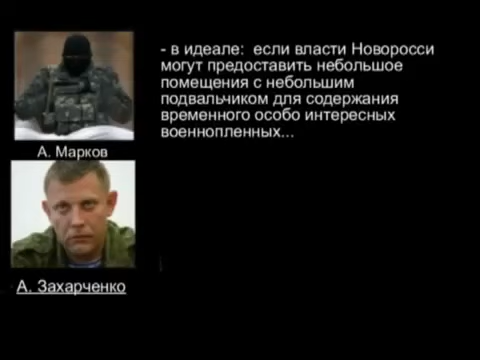 - в идеале: если власти Новоросси
могут предоставить небольшое
помещения с небольшим
подвальчиком для содержания
временного особо интересных
военнопленных...
А. Марков
А. Захарченко